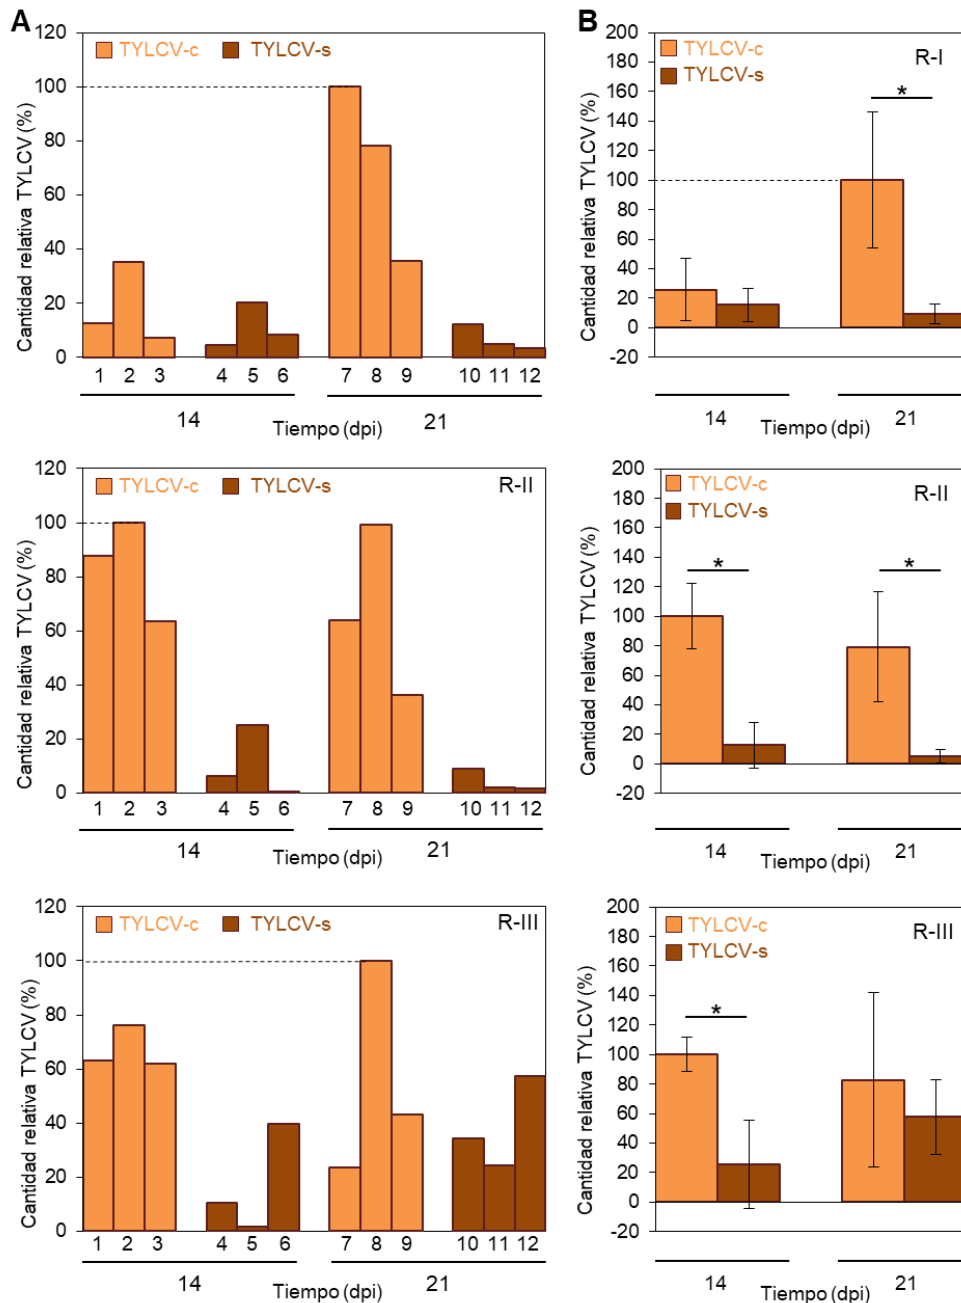 A
120
100
80
60
40
20
0
Cantidad relativa TYLCV (%)
TYLCV-c TYLCV-s
1 2 3 4 5 6 7 8 9 10 11 12
14 21
Tiempo (dpi)
B
200
180
160
140
120
100
80
60
40
20
0
-20
Cantidad relativa TYLCV (%)
TYLCV-c
TYLCV-s
R-I
*
14 21
Tiempo (dpi)
120
100
80
60
40
20
0
Cantidad relativa TYLCV (%)
TYLCV-c TYLCV-s R-II
1 2 3 4 5 6 7 8 9 10 11 12
14 21
Tiempo (dpi)
200
180
160
140
120
100
80
60
40
20
0
-20
Cantidad relativa TYLCV (%)
TYLCV-c
TYLCV-s
R-II
* *
14 21
Tiempo (dpi)
120
100
80
60
40
20
0
Cantidad relativa TYLCV (%)
TYLCV-c TYLCV-s R-III
1 2 3 4 5 6 7 8 9 10 11 12
14 21
Tiempo (dpi)
200
180
160
140
120
100
80
60
40
20
0
-20
Cantidad relativa TYLCV (%)
TYLCV-c
TYLCV-s
R-III
*
14 21
Tiempo (dpi)